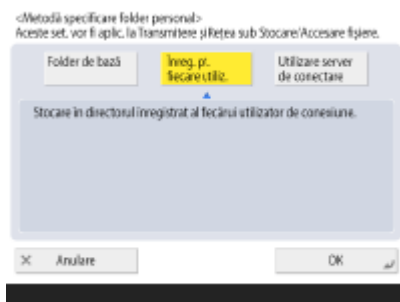 <Metodă specificare folder personal>
Aceste set. vor fi aplic. la Transmitere și Rețea sub Stocare/Accesare fișiere.
Folder de bază
Înreg. pt.
fiecare utiliz.
Utilizare server
de conectare
Stocare în directorul înregistrat al fiecărui utilizator de conexiune.
Anulare
OK